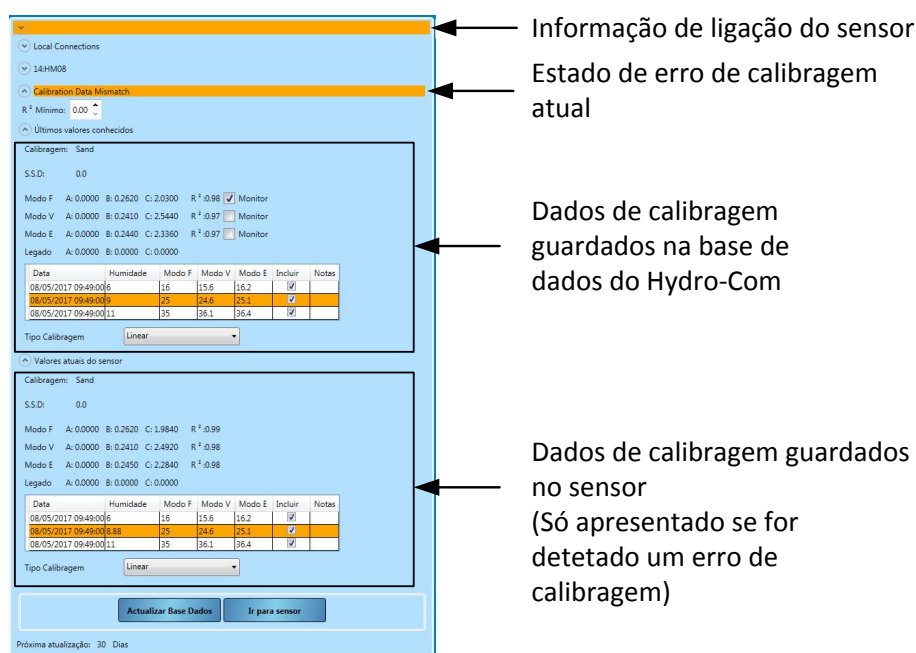 Informação de ligação do sensor
Local Connections
14:HM08
Calibration Data Mismatch
Estado de erro de calibragem
atual
R² Mínimo: 0.00
Últimos valores conhecidos
Calibragem: Sand
S.S.D: 0.0
Modo F A: 0.0000 B: 0.2620 C: 2.0300 R²:0.98 Monitor
Modo V A: 0.0000 B: 0.2410 C: 2.5440 R²:0.97 Monitor
Modo E A: 0.0000 B: 0.2440 C: 2.3360 R²:0.97 Monitor
Legado A: 0.0000 B: 0.0000 C: 0.0000
Data Humidade Modo F Modo V Modo E Incluir Notas
08/05/2017 09:49:00 6 16 15.6 16.2
08/05/2017 09:49:00 9 25 24.6 25.1
08/05/2017 09:49:00 11 35 36.1 36.4
Tipo Calibragem Linear
Dados de calibragem
guardados na base de
dados do Hydro-Com
Valores atuais do sensor
Calibragem: Sand
S.S.D: 0.0
Modo F A: 0.0000 B: 0.2620 C: 1.9840 R²:0.99
Modo V A: 0.0000 B: 0.2410 C: 2.4920 R²:0.98
Modo E A: 0.0000 B: 0.2450 C: 2.2840 R²:0.98
Legado A: 0.0000 B: 0.0000 C: 0.0000
Data Humidade Modo F Modo V Modo E Incluir Notas
08/05/2017 09:49:00 6 16 15.6 16.2
08/05/2017 09:49:00 8.88 25 24.6 25.1
08/05/2017 09:49:00 11 35 36.1 36.4
Tipo Calibragem Linear
Dados de calibragem guardados
no sensor
(Só apresentado se for
detetado um erro de
calibragem)
Actualizar Base Dados Ir para sensor
Próxima atualização: 30 Dias